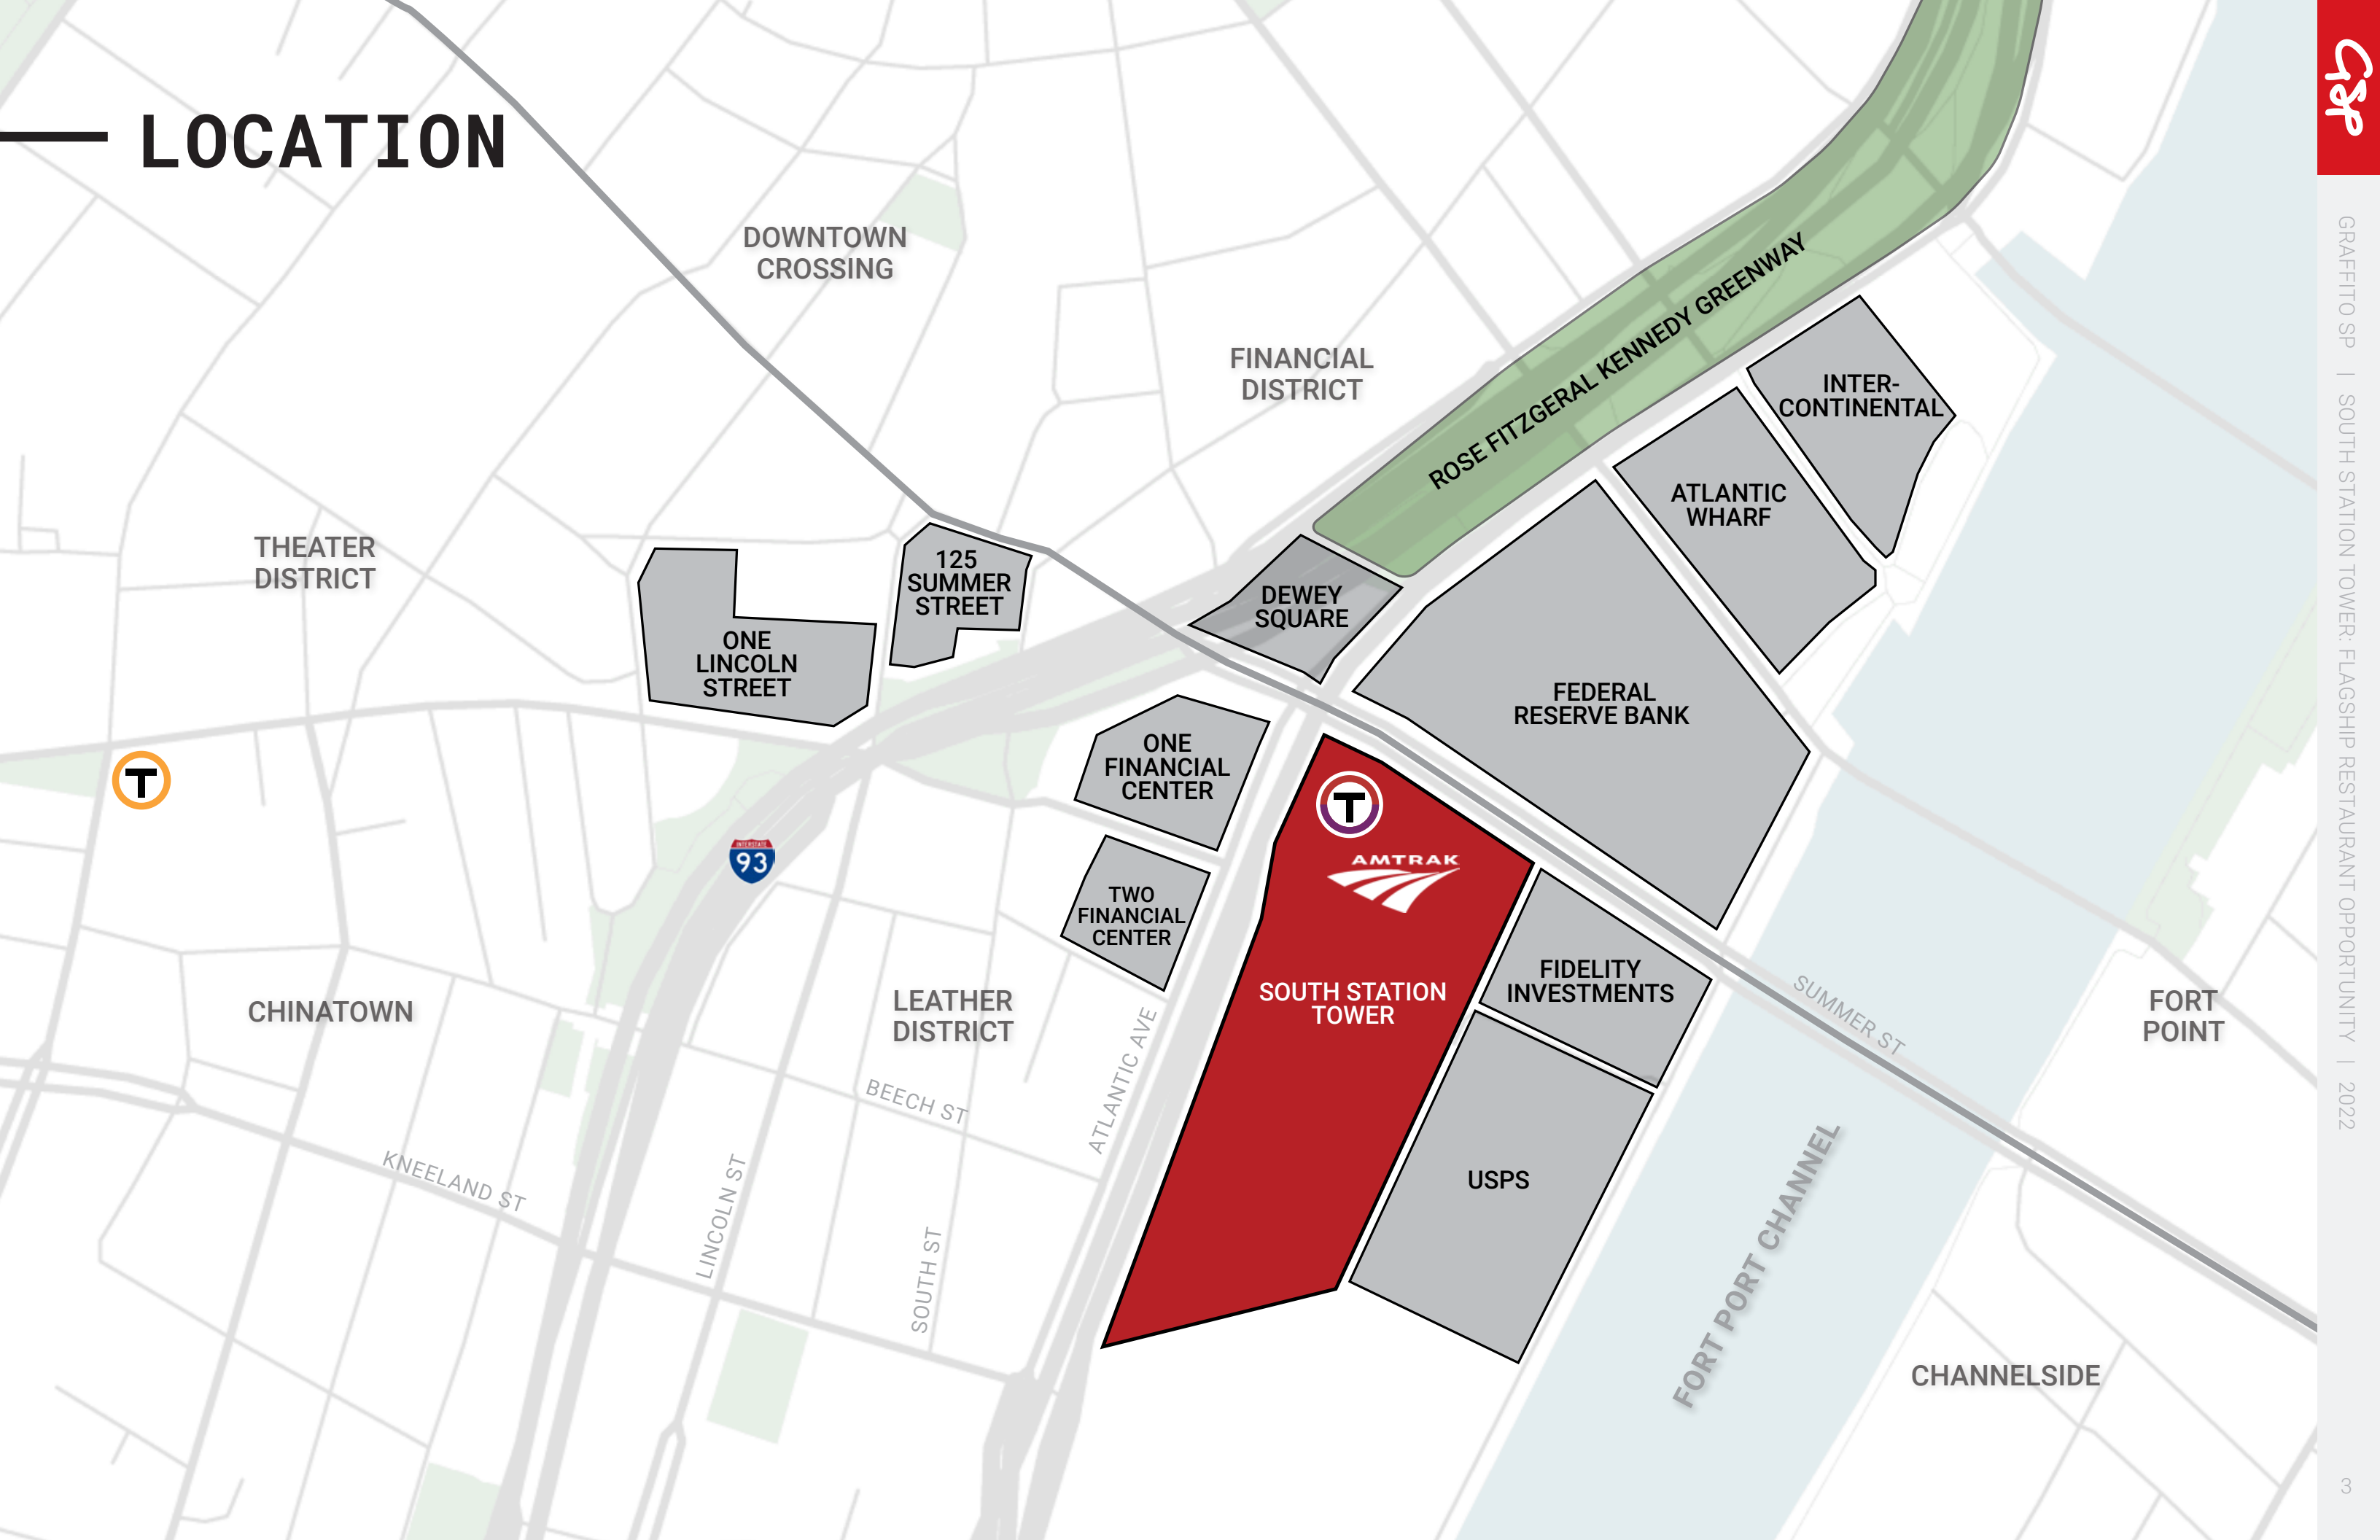 LOCATION
DOWNTOWN
CROSSING
FINANCIAL
DISTRICT
ROSE FITZGERAL KENNEDY GREENWAY
INTER-
CONTINENTAL
ATLANTIC
WHARF
THEATER
DISTRICT
125
SUMMER
STREET
DEWEY
SQUARE
ONE
LINCOLN
STREET
FEDERAL
RESERVE BANK
ONE
FINANCIAL
CENTER
T
T
INTERSTATE
93
AMTRAK
TWO
FINANCIAL
CENTER
SOUTH STATION
TOWER
FIDELITY
INVESTMENTS
SUMMER ST
CHINATOWN
LEATHER
DISTRICT
FORT
POINT
ATLANTIC AVE
BEECH ST
KNEELAND ST
LINCOLN ST
SOUTH ST
USPS
FORT PORT CHANNEL
CHANNELSIDE
GSP
GRAFFITO SP | SOUTH STATION TOWER: FLAGSHIP RESTAURANT OPPORTUNITY | 2022
3